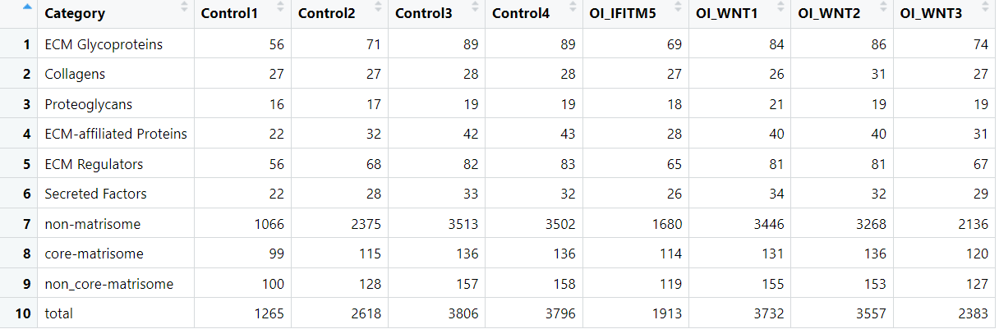 Category Control1 Control2 Control3 Control4 OI_IFITM5 OI_WNT1 OI_WNT2 OI_WNT3
1 ECM Glycoproteins 56 71 89 89 69 84 86 74
2 Collagens 27 27 28 28 27 26 31 27
3 Proteoglycans 16 17 19 19 18 21 19 19
4 ECM-affiliated Proteins 22 32 42 43 28 40 40 31
5 ECM Regulators 56 68 82 83 65 81 81 67
6 Secreted Factors 22 28 33 32 26 34 32 29
7 non-matrisome 1066 2375 3513 3502 1680 3446 3268 2136
8 core-matrisome 99 115 136 136 114 131 136 120
9 non_core-matrisome 100 128 157 158 119 155 153 127
10 total 1265 2618 3806 3796 1913 3732 3557 2383